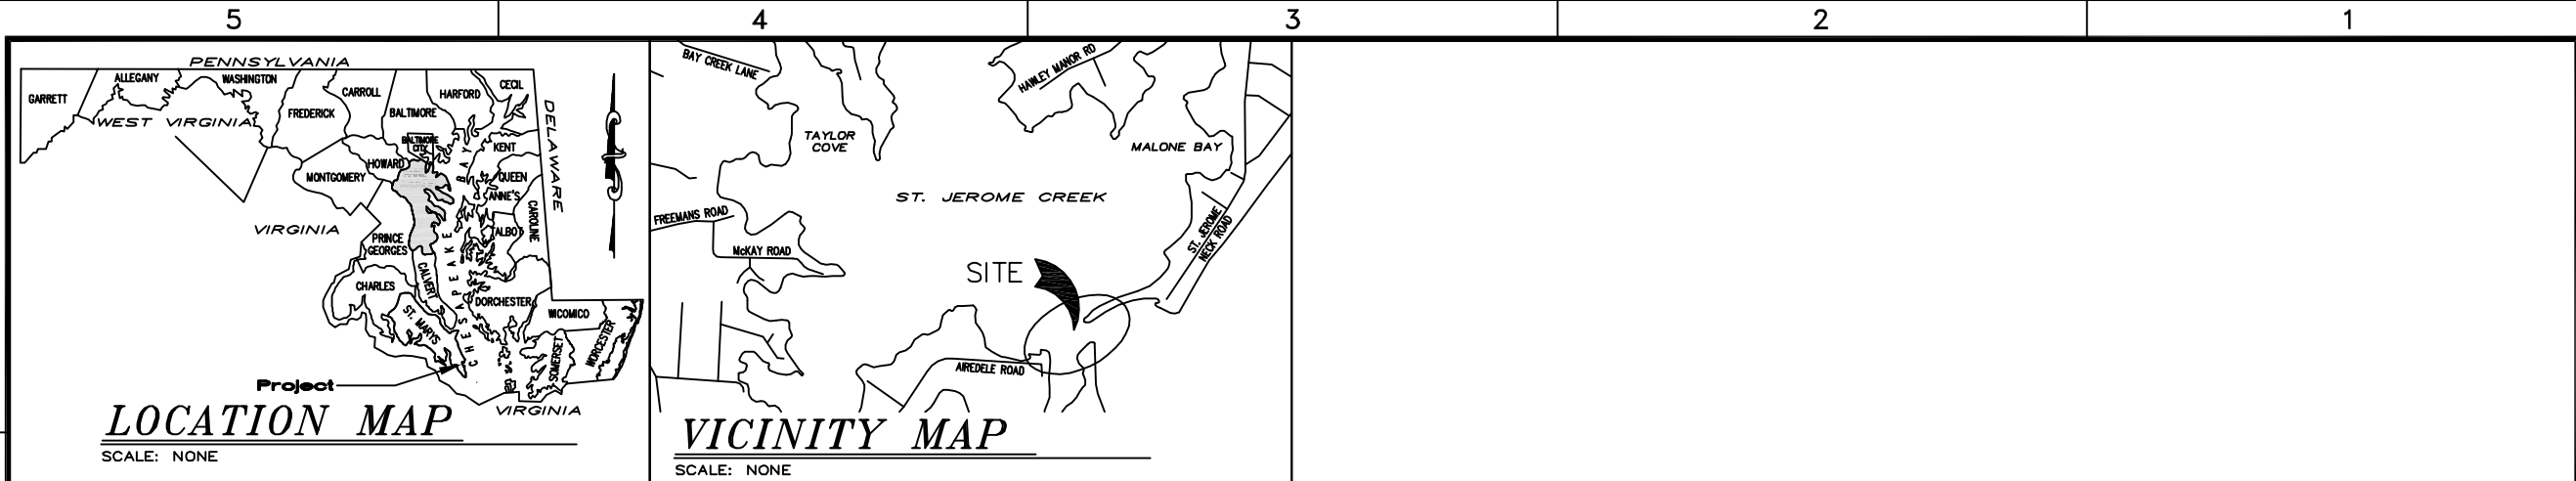 5 4 3 2 1
PENNSYLVANIA
GARRETT
ALLEGANY
WASHINGTON
FREDERICK
CARROLL
BALTIMORE
HARFORD
CECIL
WEST VIRGINIA
BALTIMORE
CITY
DELAWARE
HOWARD
KENT
MONTGOMERY
QUEEN
ANNE'S
CAROLINE
VIRGINIA
PRINCE
GEORGES
TALBOT
CALVERT
CHESAPEAKE BAY
CHARLES
ST. MARYS
DORCHESTER
WICOMICO
SOMERSET
WORCESTER
Project
VIRGINIA
LOCATION MAP
SCALE: NONE
BAY CREEK LANE
HAWLEY MANOR RD
TAYLOR
COVE
MALONE BAY
ST. JEROME CREEK
FREEMANS ROAD
McKAY ROAD
ST. JEROME
NECK ROAD
SITE
AIREDELE ROAD
VICINITY MAP
SCALE: NONE